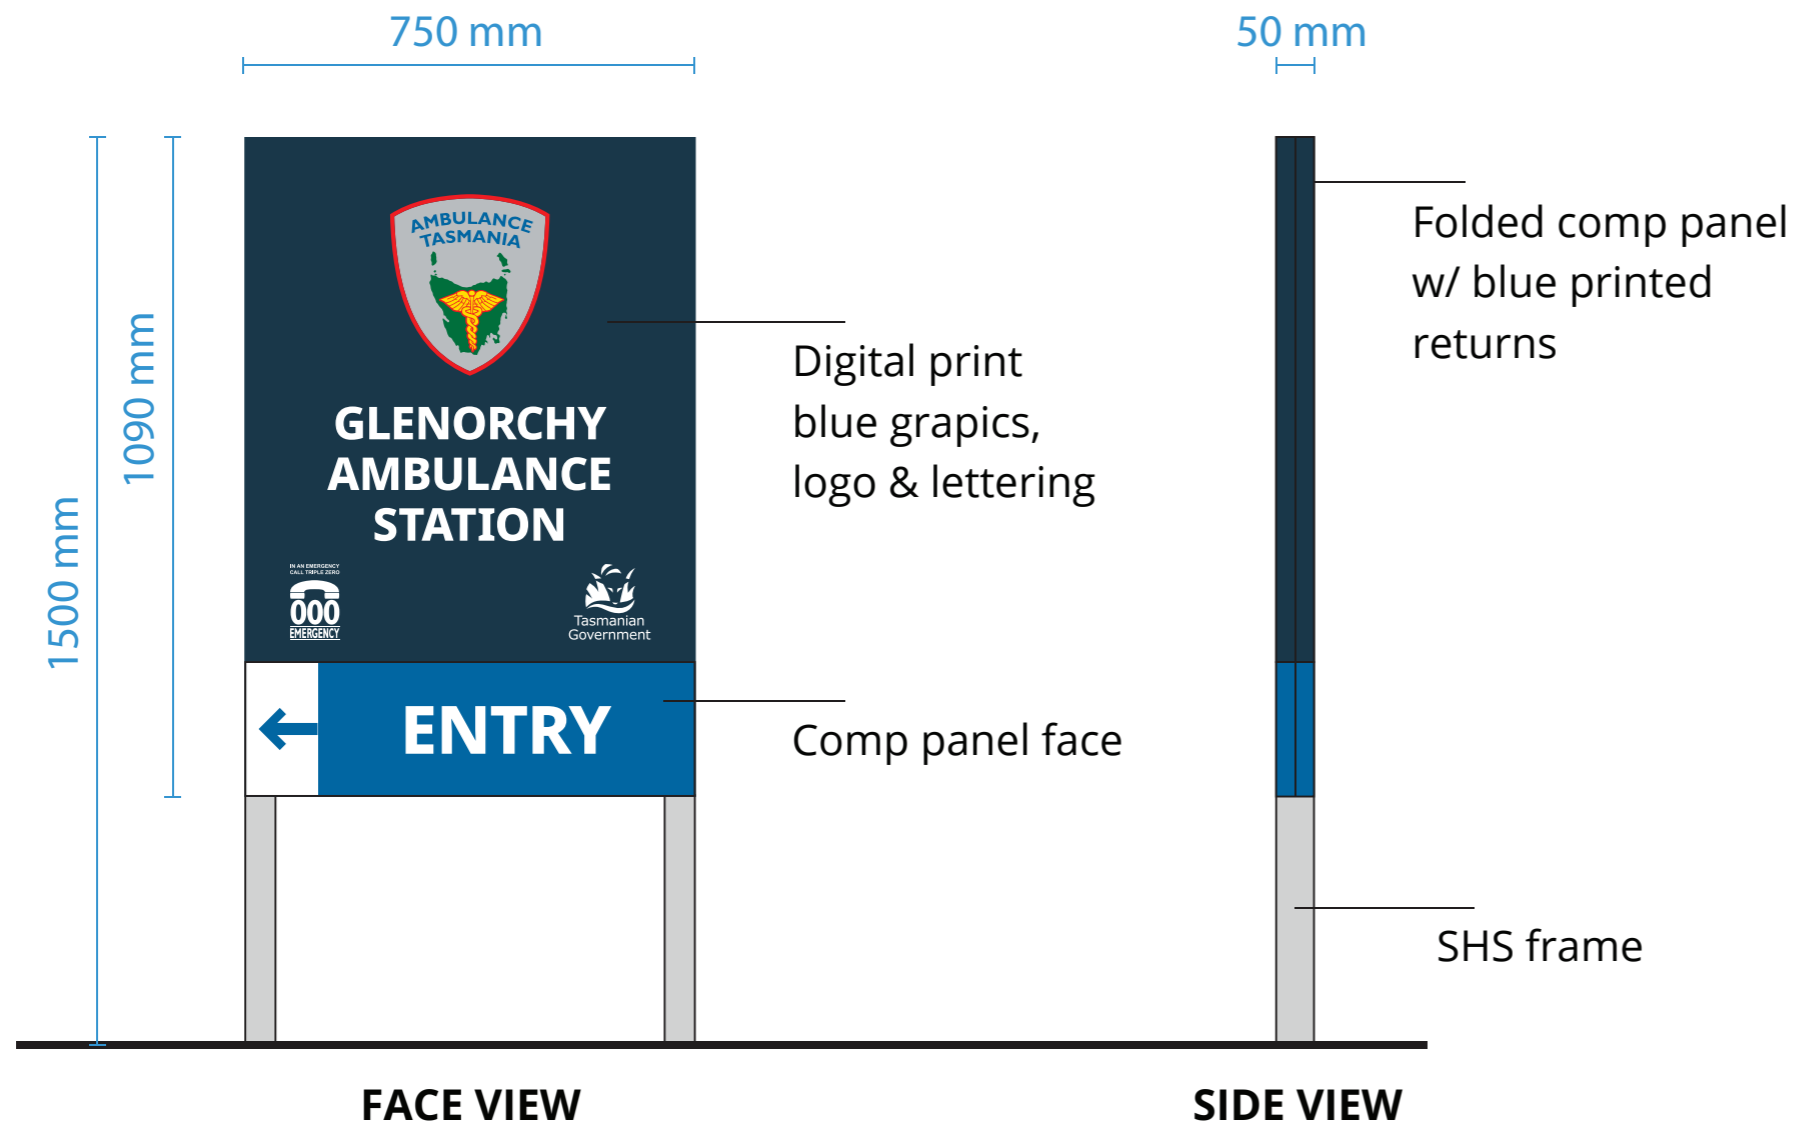 750 mm
50 mm
1500 mm
1090 mm
AMBULANCE
TASMANIA
GLENORCHY
AMBULANCE
STATION
IN AN EMERGENCY
CALL TRIPLE ZERO
000
EMERGENCY
Tasmanian
Government
ENTRY
Digital print
blue grapics,
logo & lettering
Comp panel face
Folded comp panel
w/ blue printed
returns
SHS frame
FACE VIEW
SIDE VIEW